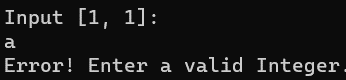 Input [1, 1]:
a
Error! Enter a valid Integer.